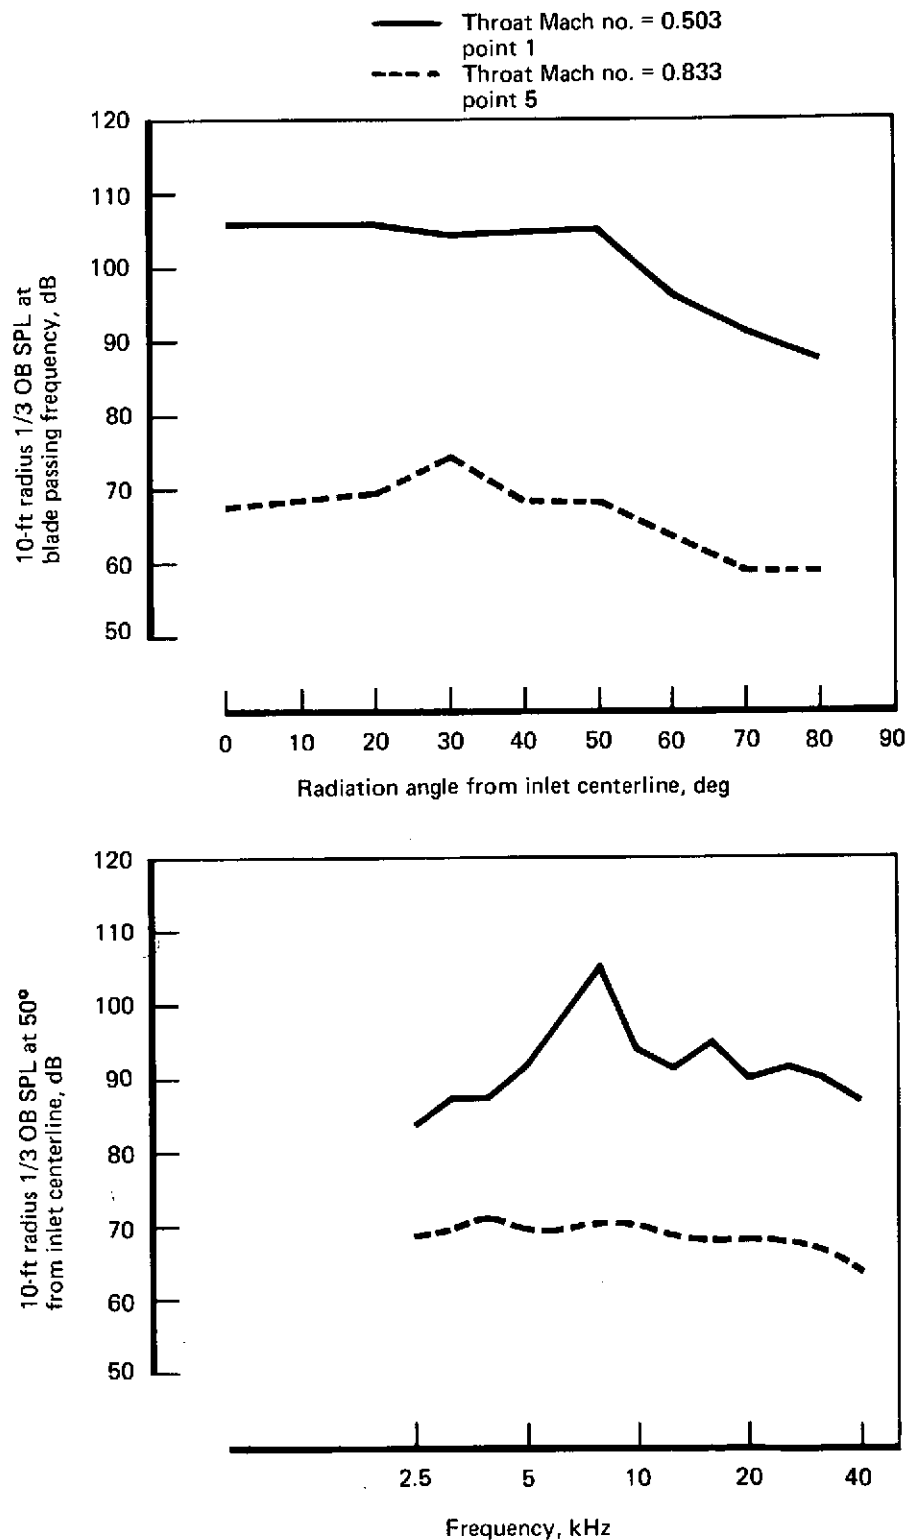 Throat Mach no. = 0.503
point 1
Throat Mach no. = 0.833
point 5
120
110
100
90
80
70
60
50
10-ft radius 1/3 OB SPL at
blade passing frequency, dB
0 10 20 30 40 50 60 70 80 90
Radiation angle from inlet centerline, deg
120
110
100
90
80
70
60
50
10-ft radius 1/3 OB SPL at 50°
from inlet centerline, dB
2.5 5 10 20 40
Frequency, kHz